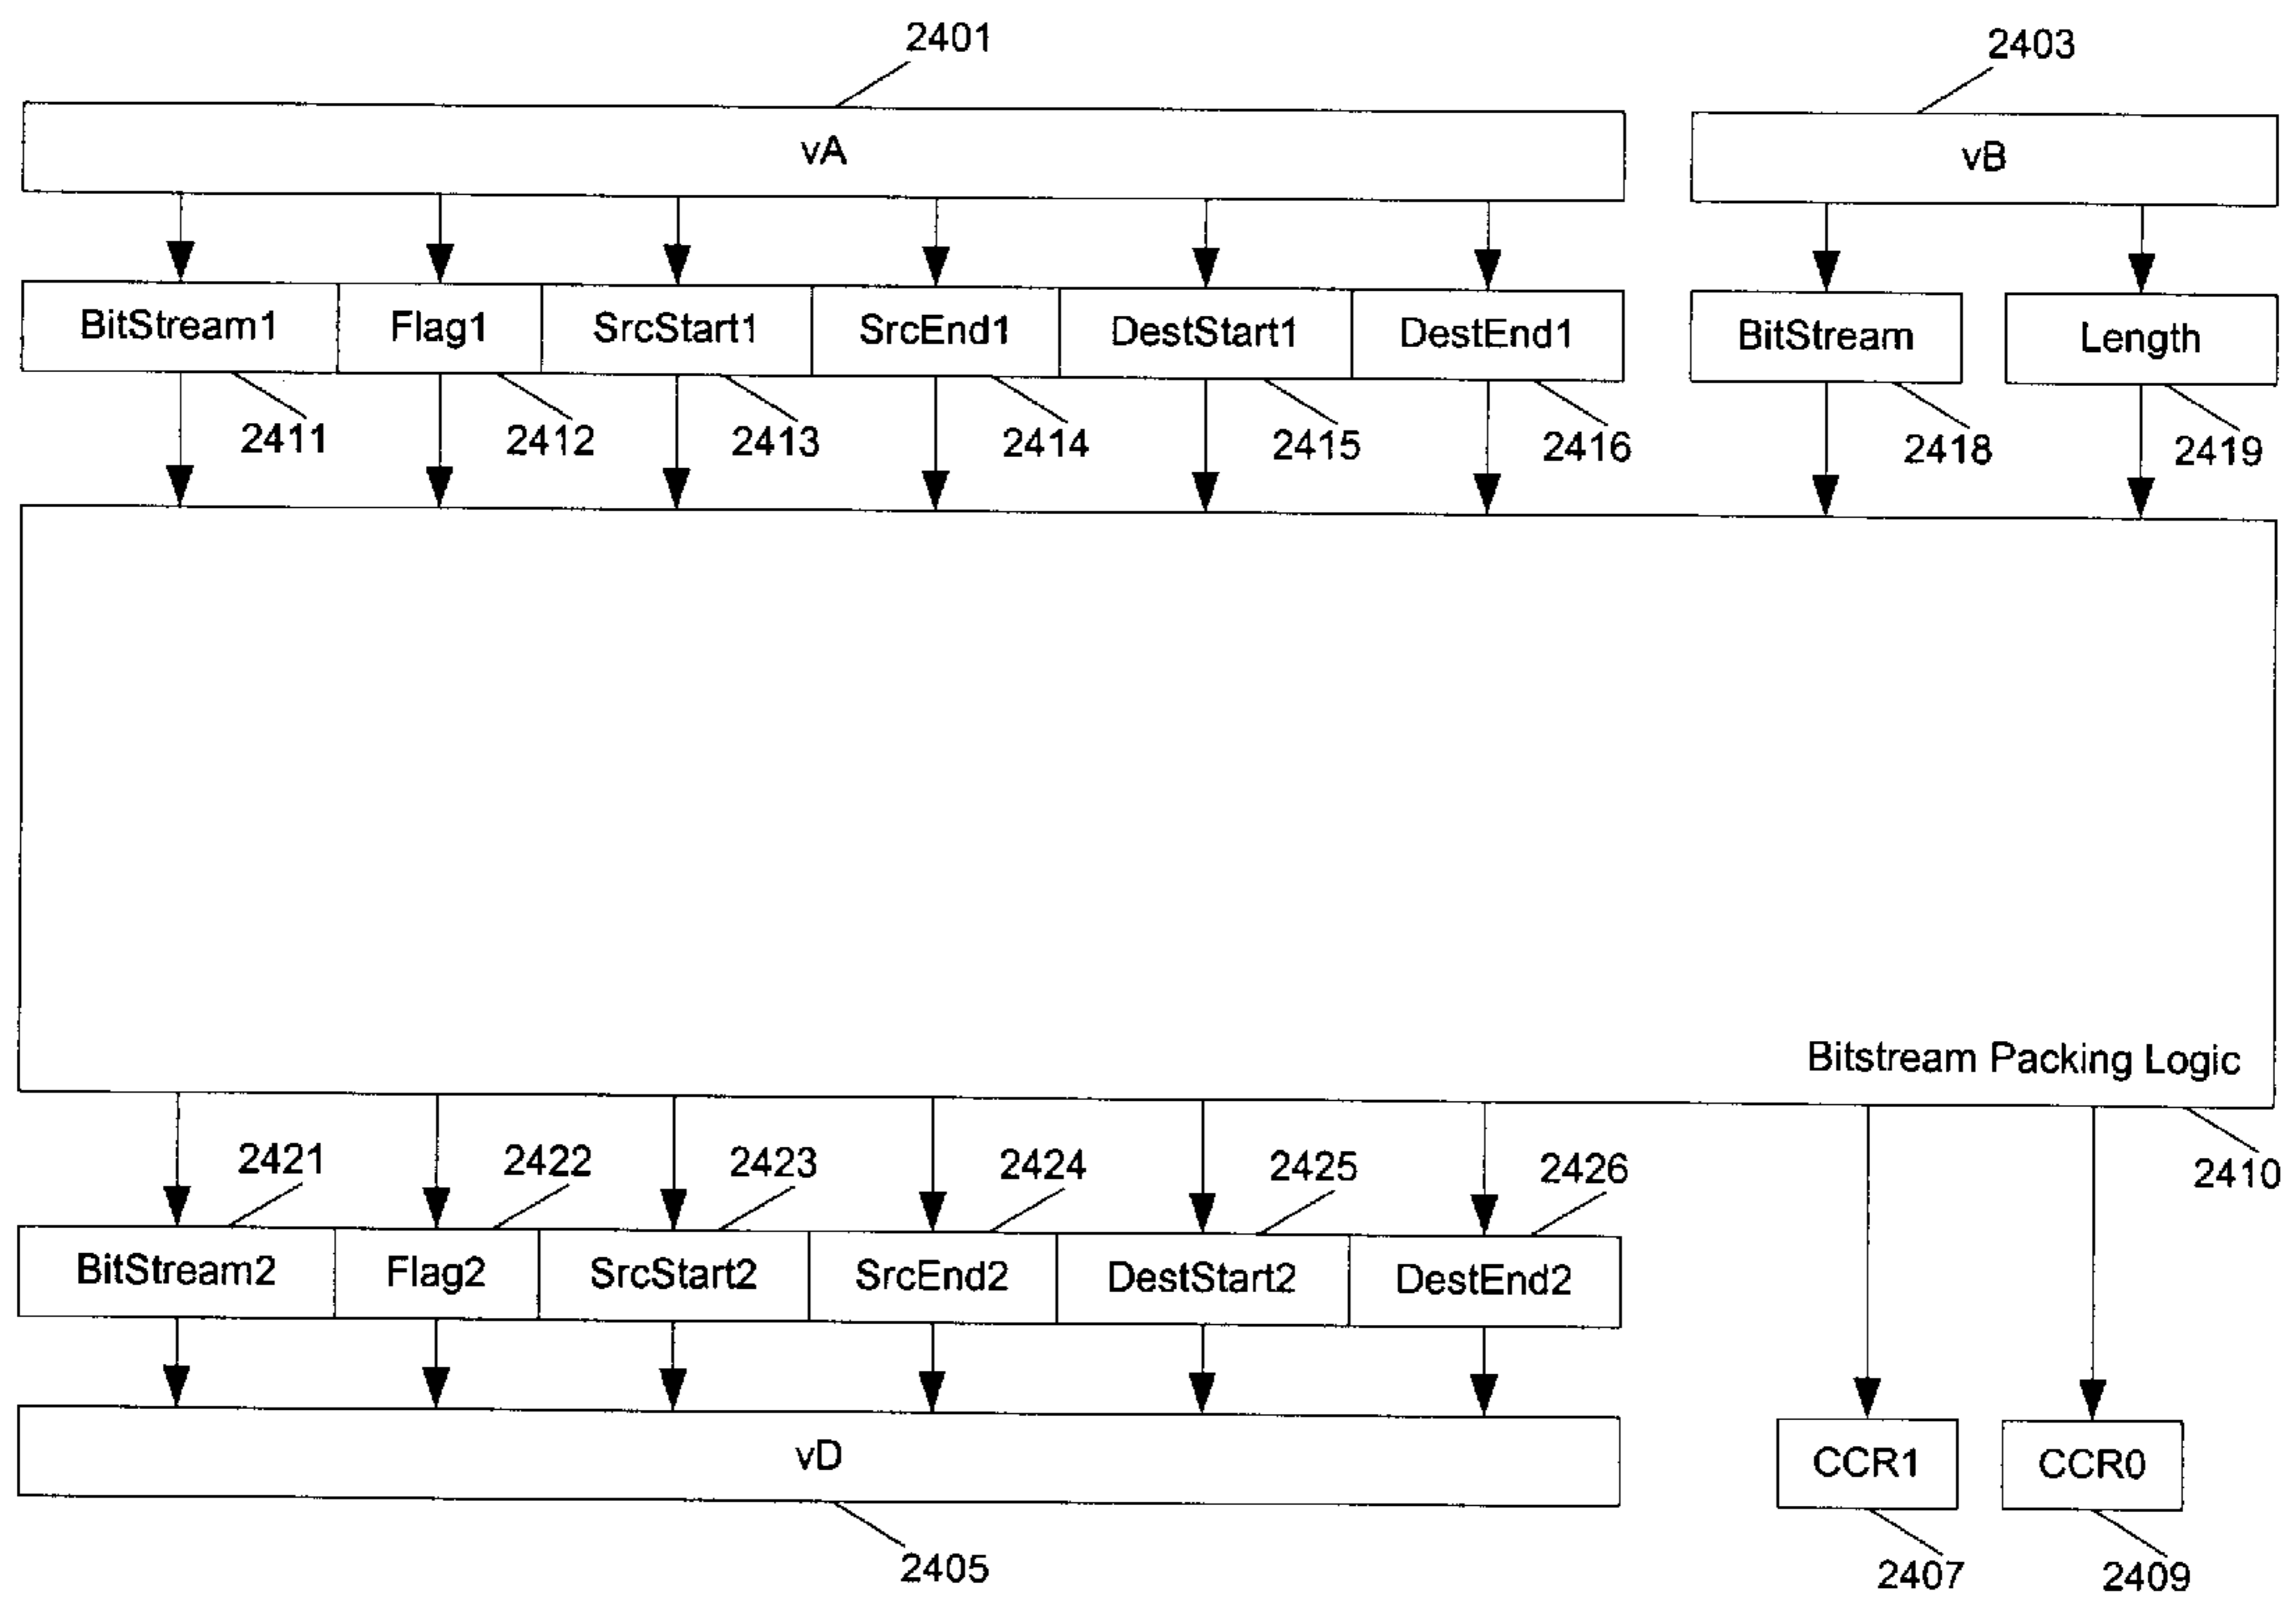 2401
2403
vA
vB
BitStream1 Flag1 SrcStart1 SrcEnd1 DestStart1 DestEnd1 BitStream Length
2411 2412 2413 2414 2415 2416 2418 2419
Bitstream Packing Logic
2410
2421 2422 2423 2424 2425 2426
BitStream2 Flag2 SrcStart2 SrcEnd2 DestStart2 DestEnd2
vD
CCR1 CCR0
2405
2407 2409